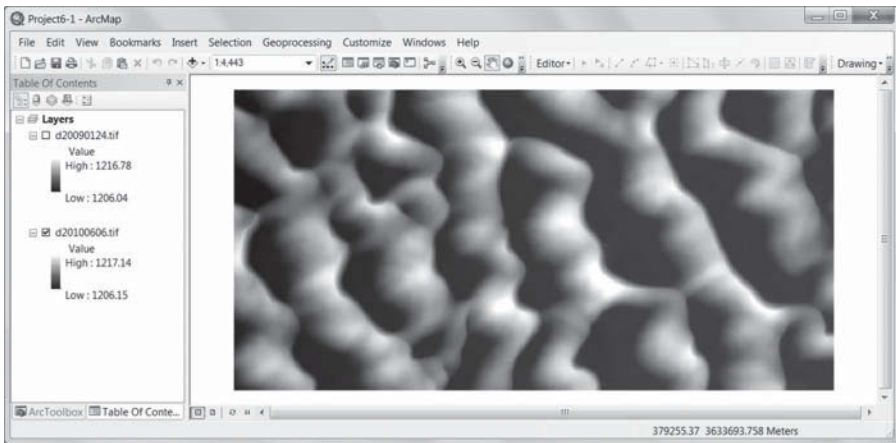 Project6-1 - ArcMap
File Edit View Bookmarks Insert Selection Geoprocessing Customize Windows Help
1:4,443
Editor
Drawing
Table Of Contents
Layers
d20090124.tif
Value
High : 1216.78
Low : 1206.04
d20100606.tif
Value
High : 1217.14
Low : 1206.15
ArcToolbox Table Of Conte...
379255.37 3633693.758 Meters